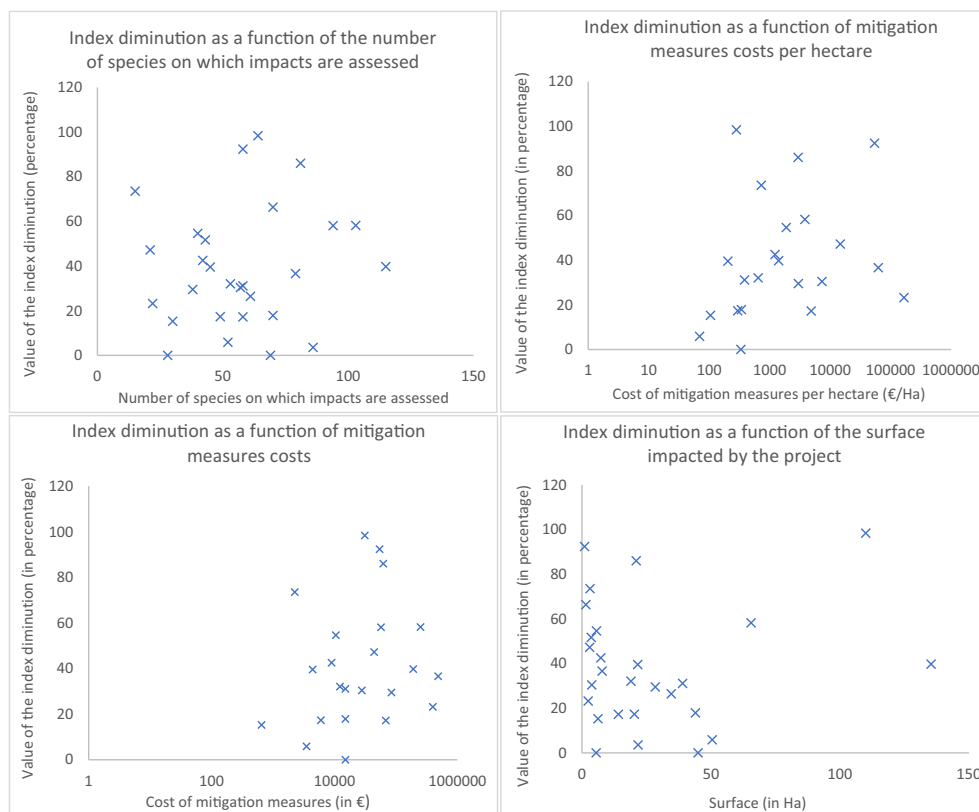 Index diminution as a function of the number
of species on which impacts are assessed
Value of the index diminution (percentage)
120
100
80
60
40
20
0
0 50 100 150
Number of species on which impacts are assessed
Index diminution as a function of mitigation
measures costs per hectare
Value of the index diminution (in percentage)
120
100
80
60
40
20
0
1 10 100 1000 10000 100000 1000000
Cost of mitigation measures per hectare (€/Ha)
Index diminution as a function of mitigation
measures costs
Value of the index diminution (in percentage)
120
100
80
60
40
20
0
1 100 10000 1000000
Cost of mitigation measures (in €)
Index diminution as a function of the surface
impacted by the project
Value of the index diminution (in percentage)
120
100
80
60
40
20
0
0 50 100 150
Surface (in Ha)